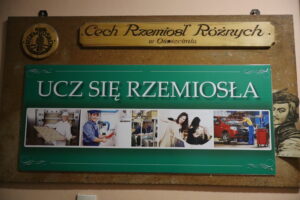 Cech Rzemiosł Różnych
w Oświęcimiu
UCZ SIĘ RZEMIOSŁA